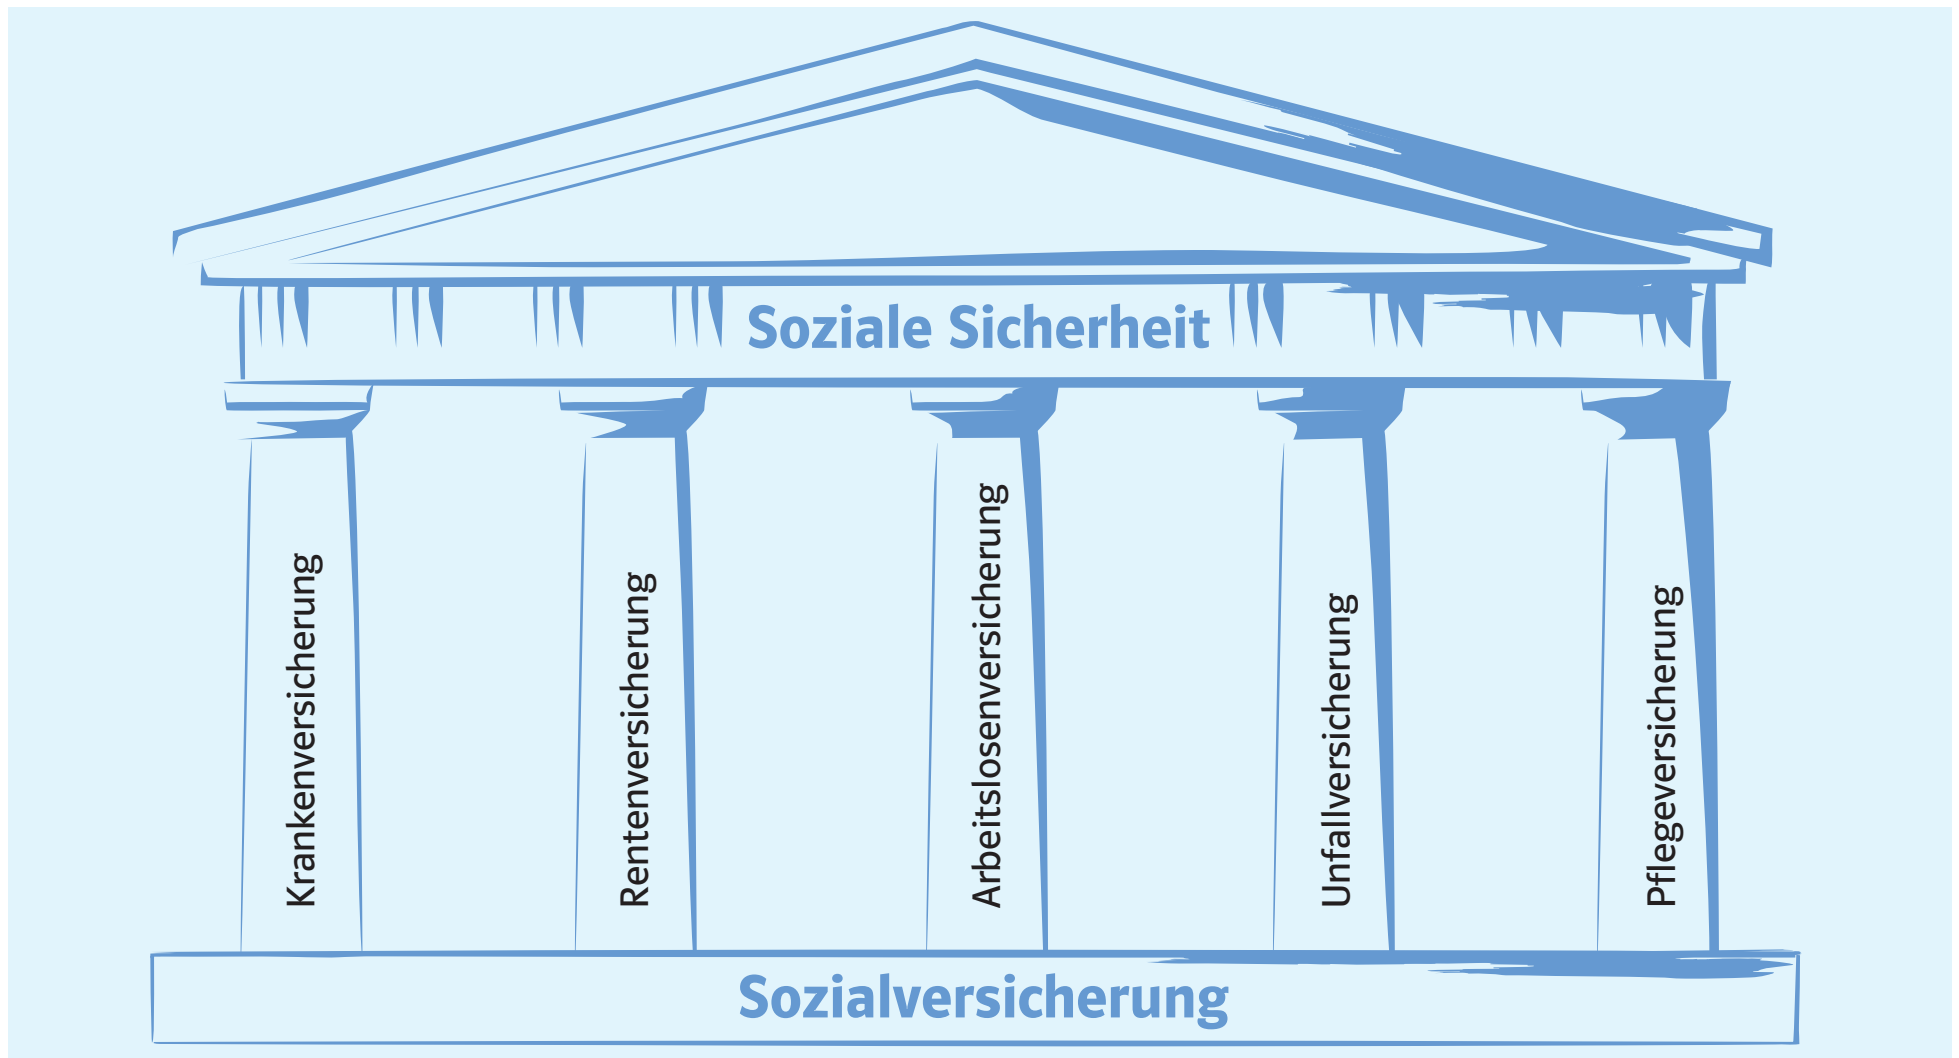 Soziale Sicherheit
Krankenversicherung
Rentenversicherung
Arbeitslosenversicherung
Unfallversicherung
Pflegeversicherung
Sozialversicherung